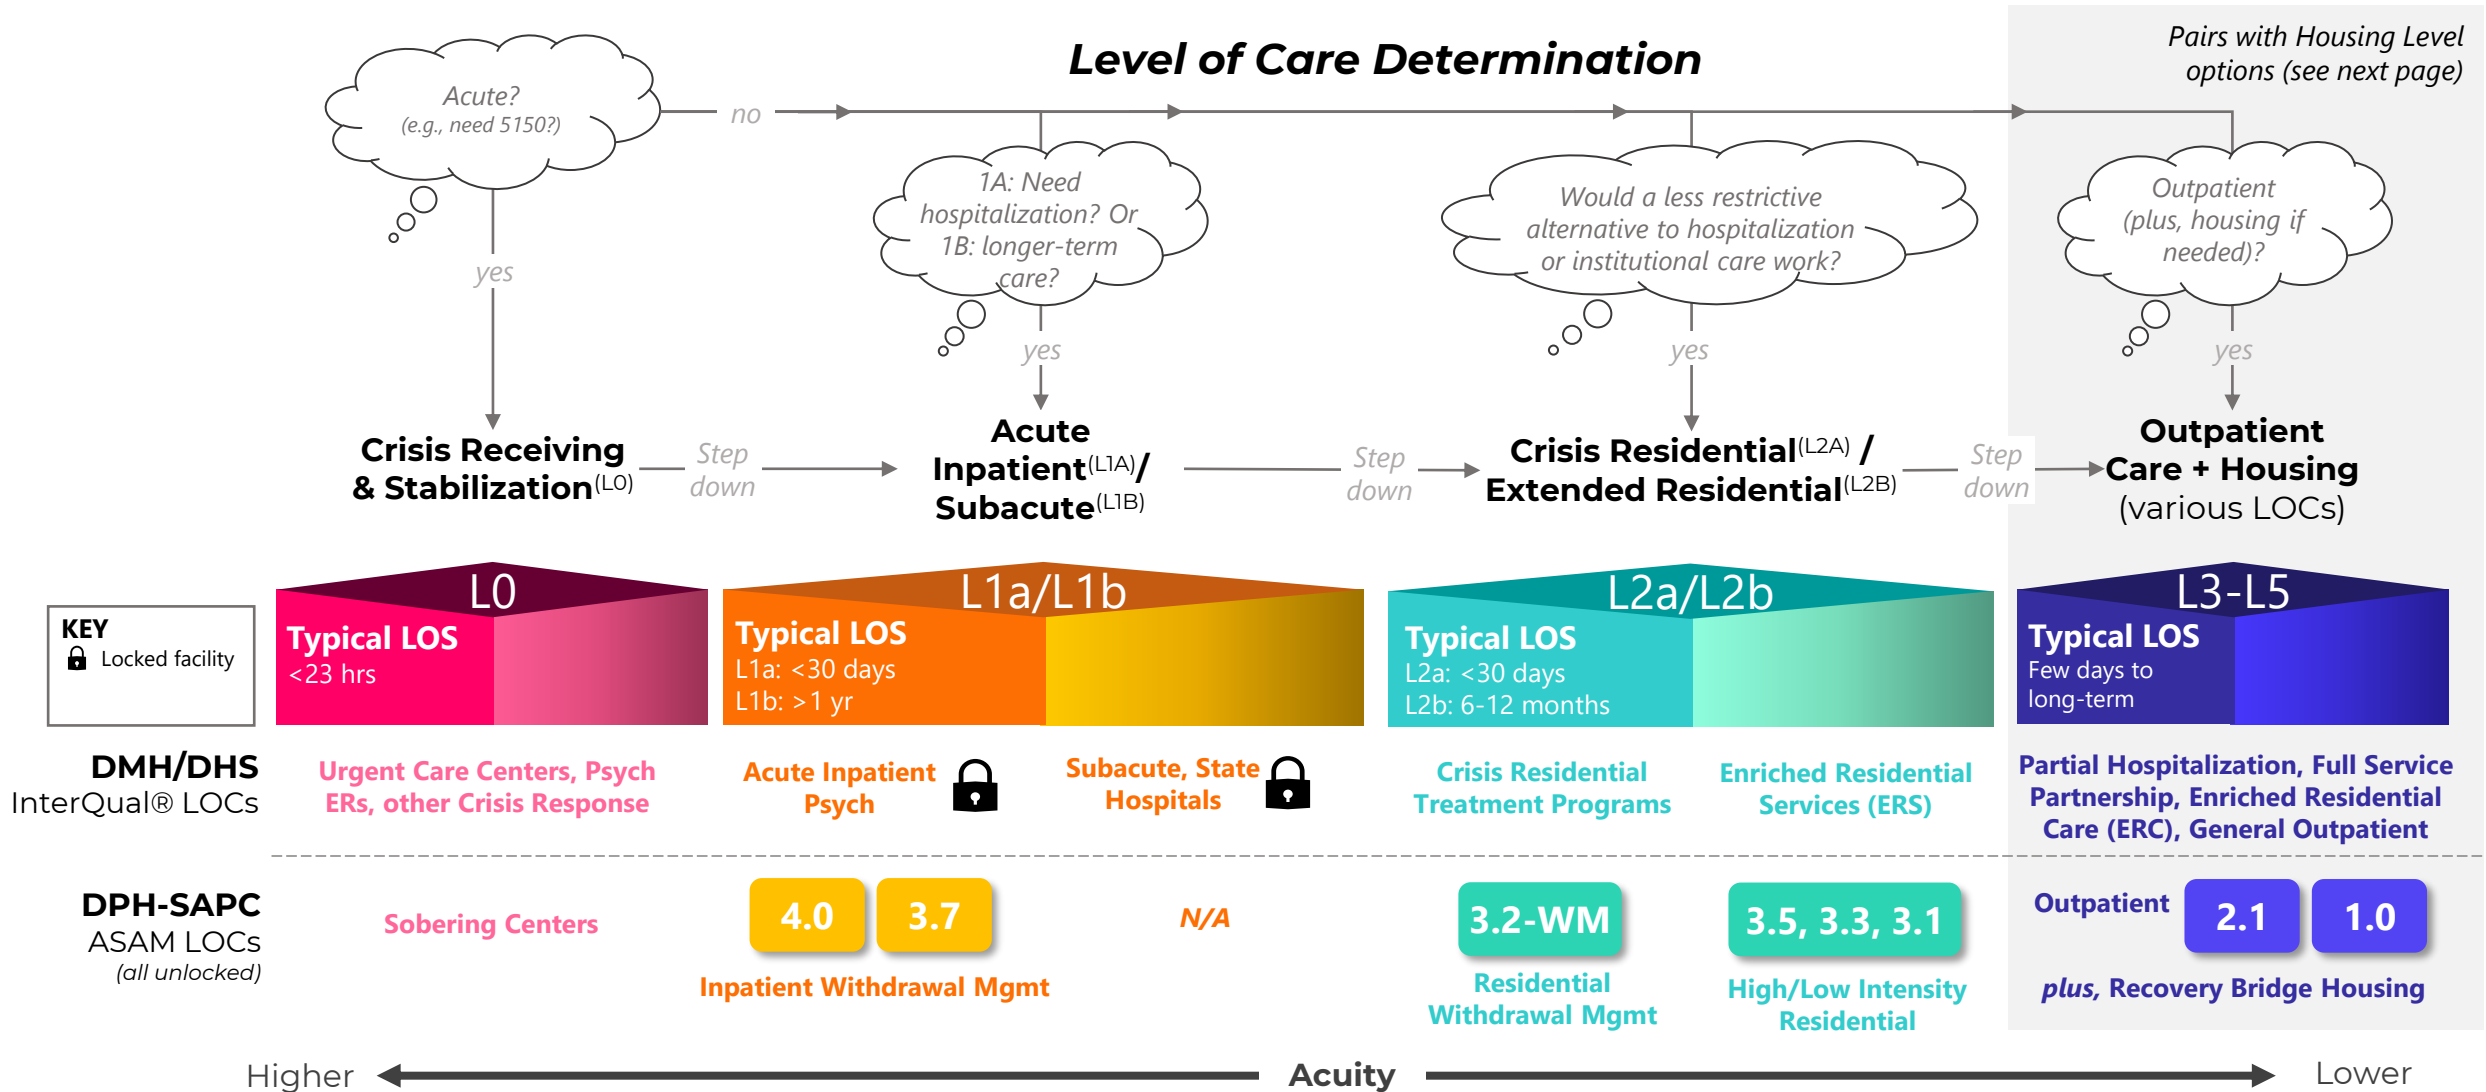 Level of Care Determination
Pairs with Housing Level
options (see next page)
Acute?
(e.g., need 5150?)
no
yes
1A: Need
hospitalization? Or
1B: longer-term
care?
yes
Would a less restrictive
alternative to hospitalization
or institutional care work?
yes
Outpatient
(plus, housing if
needed)?
yes
Crisis Receiving
& Stabilization(L0)
Step
down
Acute
Inpatient(L1A)/
Subacute(L1B)
Step
down
Crisis Residential(L2A) /
Extended Residential(L2B)
Step
down
Outpatient
Care + Housing
(various LOCs)
KEY
Locked facility
L0
Typical LOS
<23 hrs
L1a/L1b
Typical LOS
L1a: <30 days
L1b: >1 yr
L2a/L2b
Typical LOS
L2a: <30 days
L2b: 6-12 months
L3-L5
Typical LOS
Few days to
long-term
DMH/DHS
InterQual® LOCs
Urgent Care Centers, Psych
ERs, other Crisis Response
Acute Inpatient
Psych
Subacute, State
Hospitals
Crisis Residential
Treatment Programs
Enriched Residential
Services (ERS)
Partial Hospitalization, Full Service
Partnership, Enriched Residential
Care (ERC), General Outpatient
DPH-SAPC
ASAM LOCs
(all unlocked)
Sobering Centers
4.0
3.7
Inpatient Withdrawal Mgmt
N/A
3.2-WM
Residential
Withdrawal Mgmt
3.5, 3.3, 3.1
High/Low Intensity
Residential
Outpatient
2.1
1.0
plus, Recovery Bridge Housing
Higher
Acuity
Lower